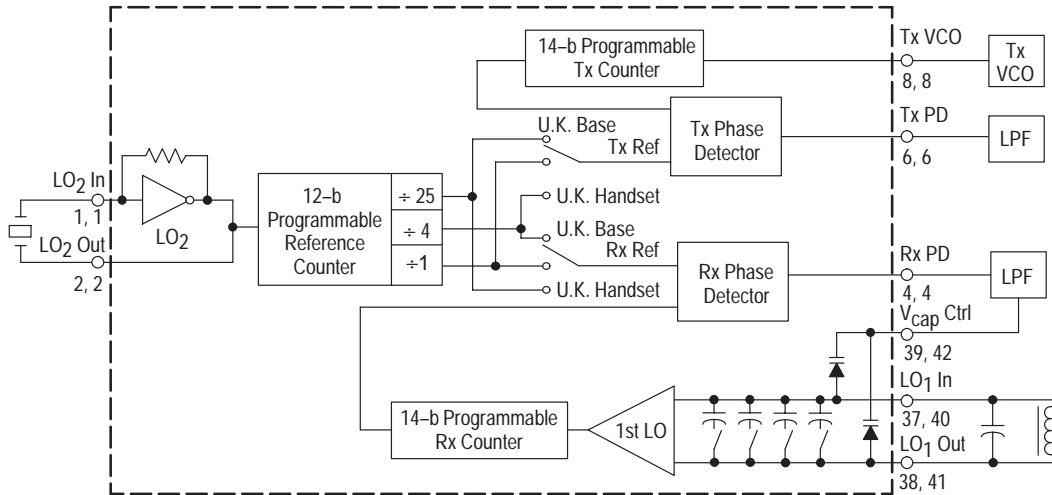 14–b Programmable
Tx Counter
Tx VCO
8, 8
Tx
VCO
Tx Phase
Detector
Tx PD
6, 6
LPF
U.K. Base
Tx Ref
U.K. Handset
LO2 In
1, 1
LO2
LO2 Out
2, 2
12–b
Programmable
Reference
Counter
÷ 25
÷ 4
÷1
U.K. Base
Rx Ref
U.K. Handset
Rx Phase
Detector
Rx PD
4, 4
LPF
Vcap Ctrl
39, 42
LO1 In
37, 40
LO1 Out
38, 41
14–b Programmable
Rx Counter
1st LO